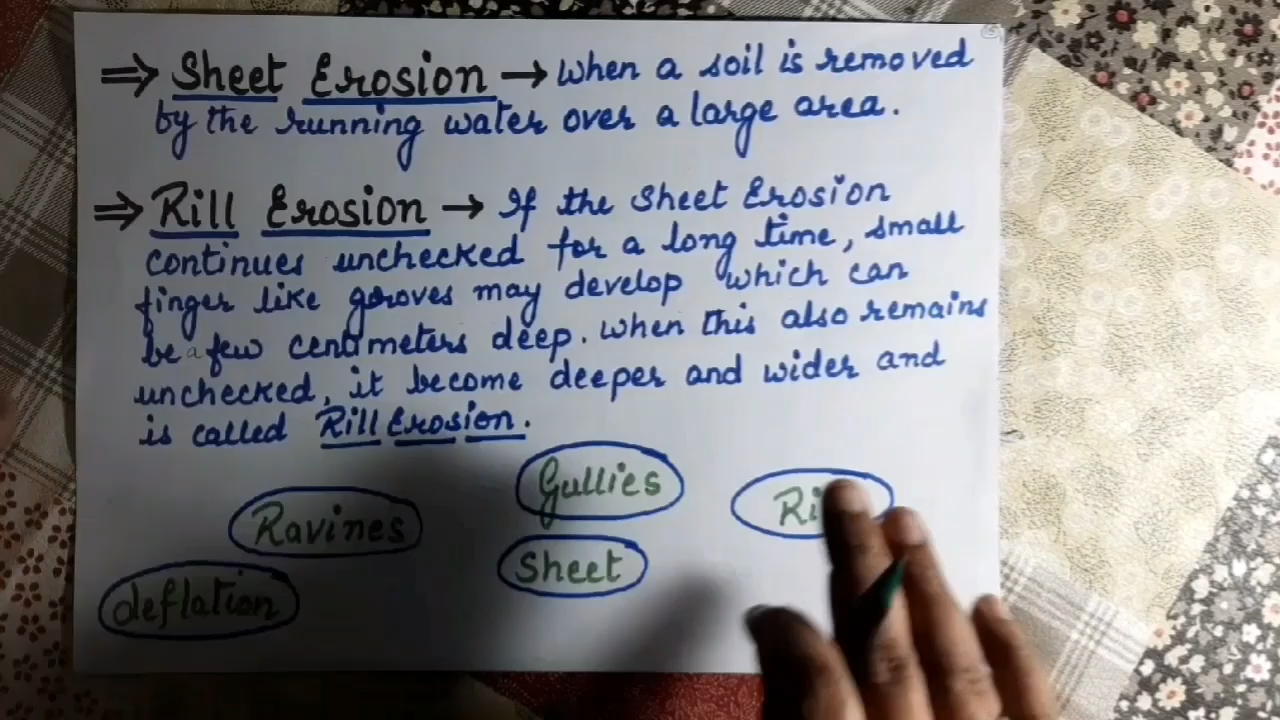 ⇒ Sheet Erosion → When a soil is removed
by the running water over a large area.
⇒ Rill Erosion → If the Sheet Erosion
continues unchecked for a long time, small
finger like groves may develop which can
be a few centimeters deep. When this also remains
unchecked, it become deeper and wider and
is called Rill Erosion.
Gullies
Ravines
Sheet
deflation